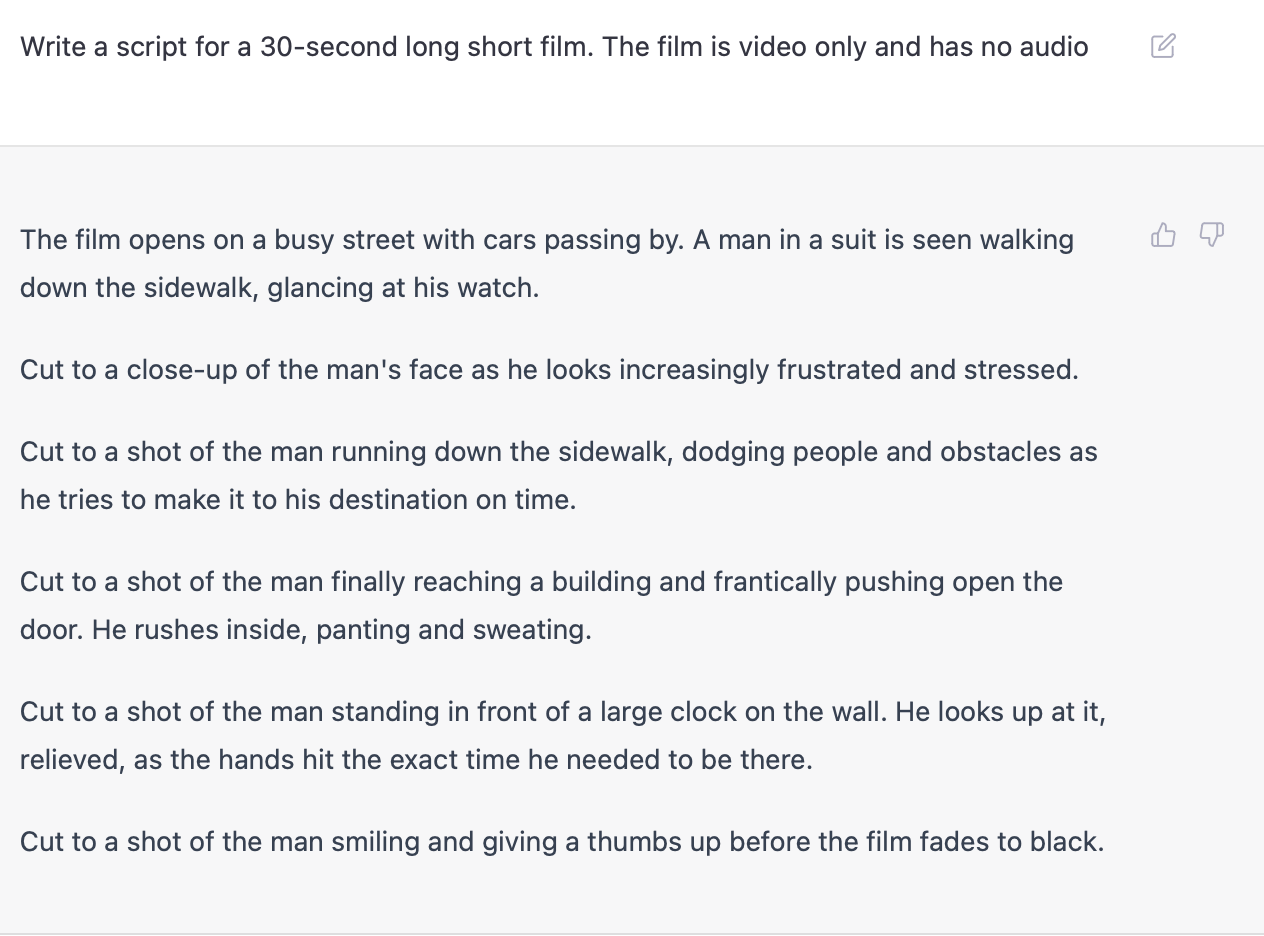 Write a script for a 30-second long short film. The film is video only and has no audio
The film opens on a busy street with cars passing by. A man in a suit is seen walking
down the sidewalk, glancing at his watch.
Cut to a close-up of the man's face as he looks increasingly frustrated and stressed.
Cut to a shot of the man running down the sidewalk, dodging people and obstacles as
he tries to make it to his destination on time.
Cut to a shot of the man finally reaching a building and frantically pushing open the
door. He rushes inside, panting and sweating.
Cut to a shot of the man standing in front of a large clock on the wall. He looks up at it,
relieved, as the hands hit the exact time he needed to be there.
Cut to a shot of the man smiling and giving a thumbs up before the film fades to black.